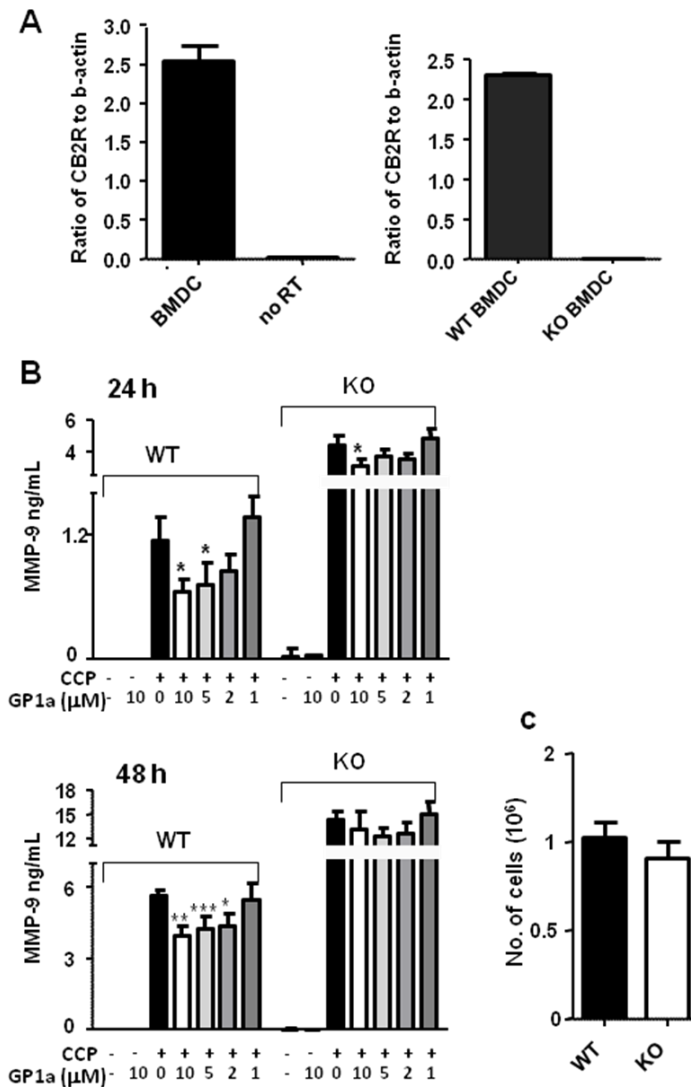 A
Ratio of CB2R to b-actin
3.0
2.5
2.0
1.5
1.0
0.5
0.0
BMDC
no RT
Ratio of CB2R to b-actin
2.5
2.0
1.5
1.0
0.5
0.0
WT BMDC
KO BMDC
B
24 h
MMP-9 ng/mL
6
4
1.2
0
WT
KO
* * *
CCP - - + + + + + - - + + + + +
GP1a (μM) - 10 0 10 5 2 1 - 10 0 10 5 2 1
48 h
MMP-9 ng/mL
18
15
12
6
3
0
WT
KO
** *** *
CCP - - + + + + + - - + + + + +
GP1a (μM) - 10 0 10 5 2 1 - 10 0 10 5 2 1
C
No. of cells (10⁶)
2
1
0.5
0
WT
KO